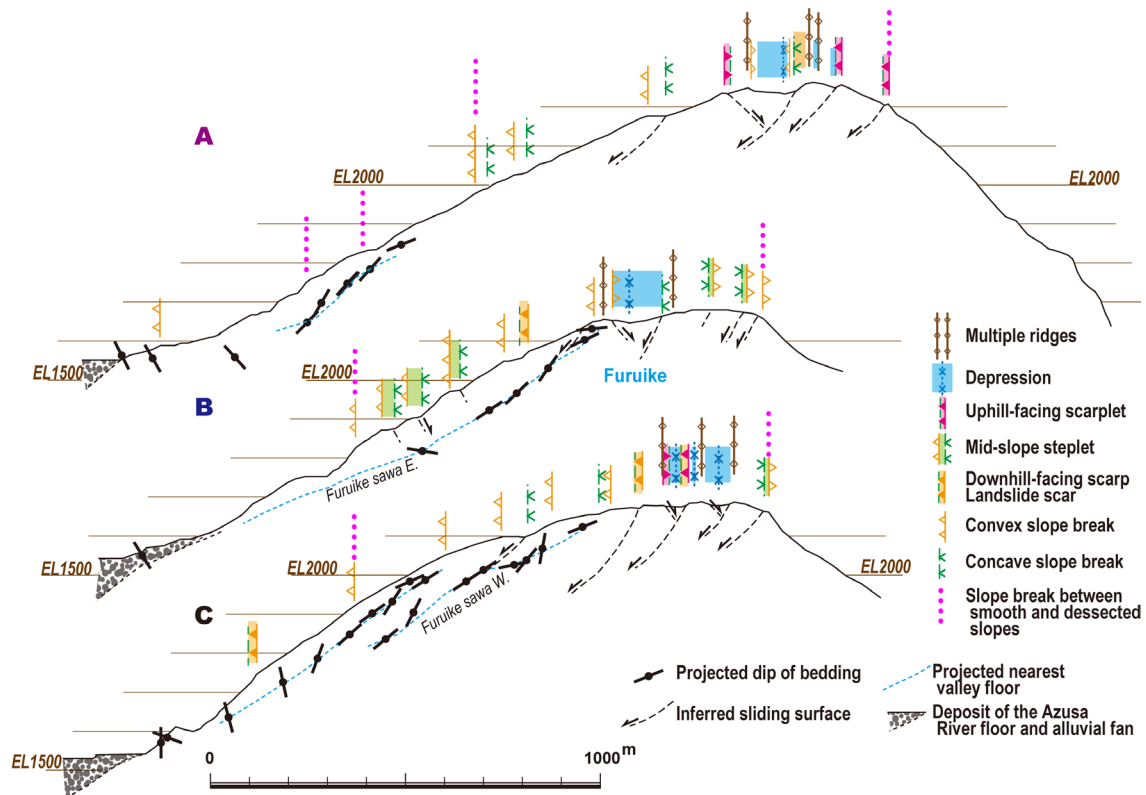 A
EL2000
EL2000
EL1500
B
EL2000
Furuike
Furuike sawa E.
EL1500
C
EL2000
EL2000
Furuike sawa W.
EL1500
Multiple ridges
Depression
Uphill-facing scarplet
Mid-slope steplet
Downhill-facing scarp
Landslide scar
Convex slope break
Concave slope break
Slope break between
smooth and dessected
slopes
Projected dip of bedding
Inferred sliding surface
Projected nearest
valley floor
Deposit of the Azusa
River floor and alluvial fan
0
1000 m